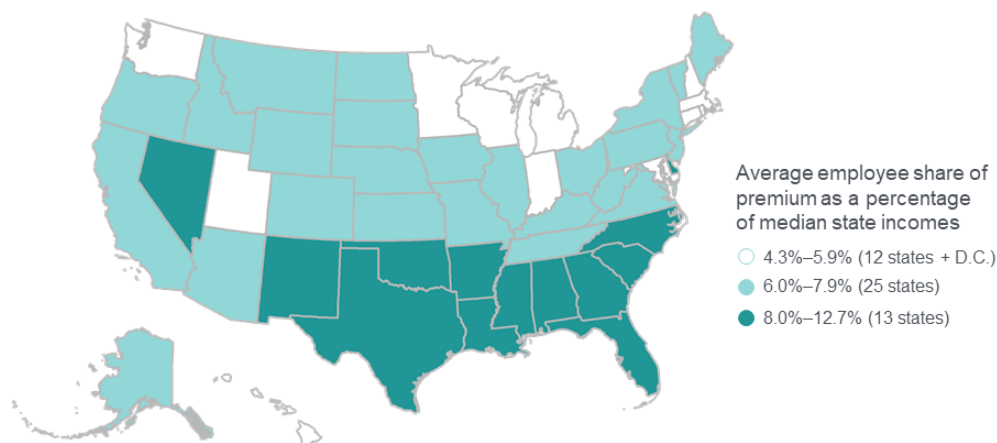 Average employee share of
premium as a percentage
of median state incomes
4.3%–5.9% (12 states + D.C.)
6.0%–7.9% (25 states)
8.0%–12.7% (13 states)